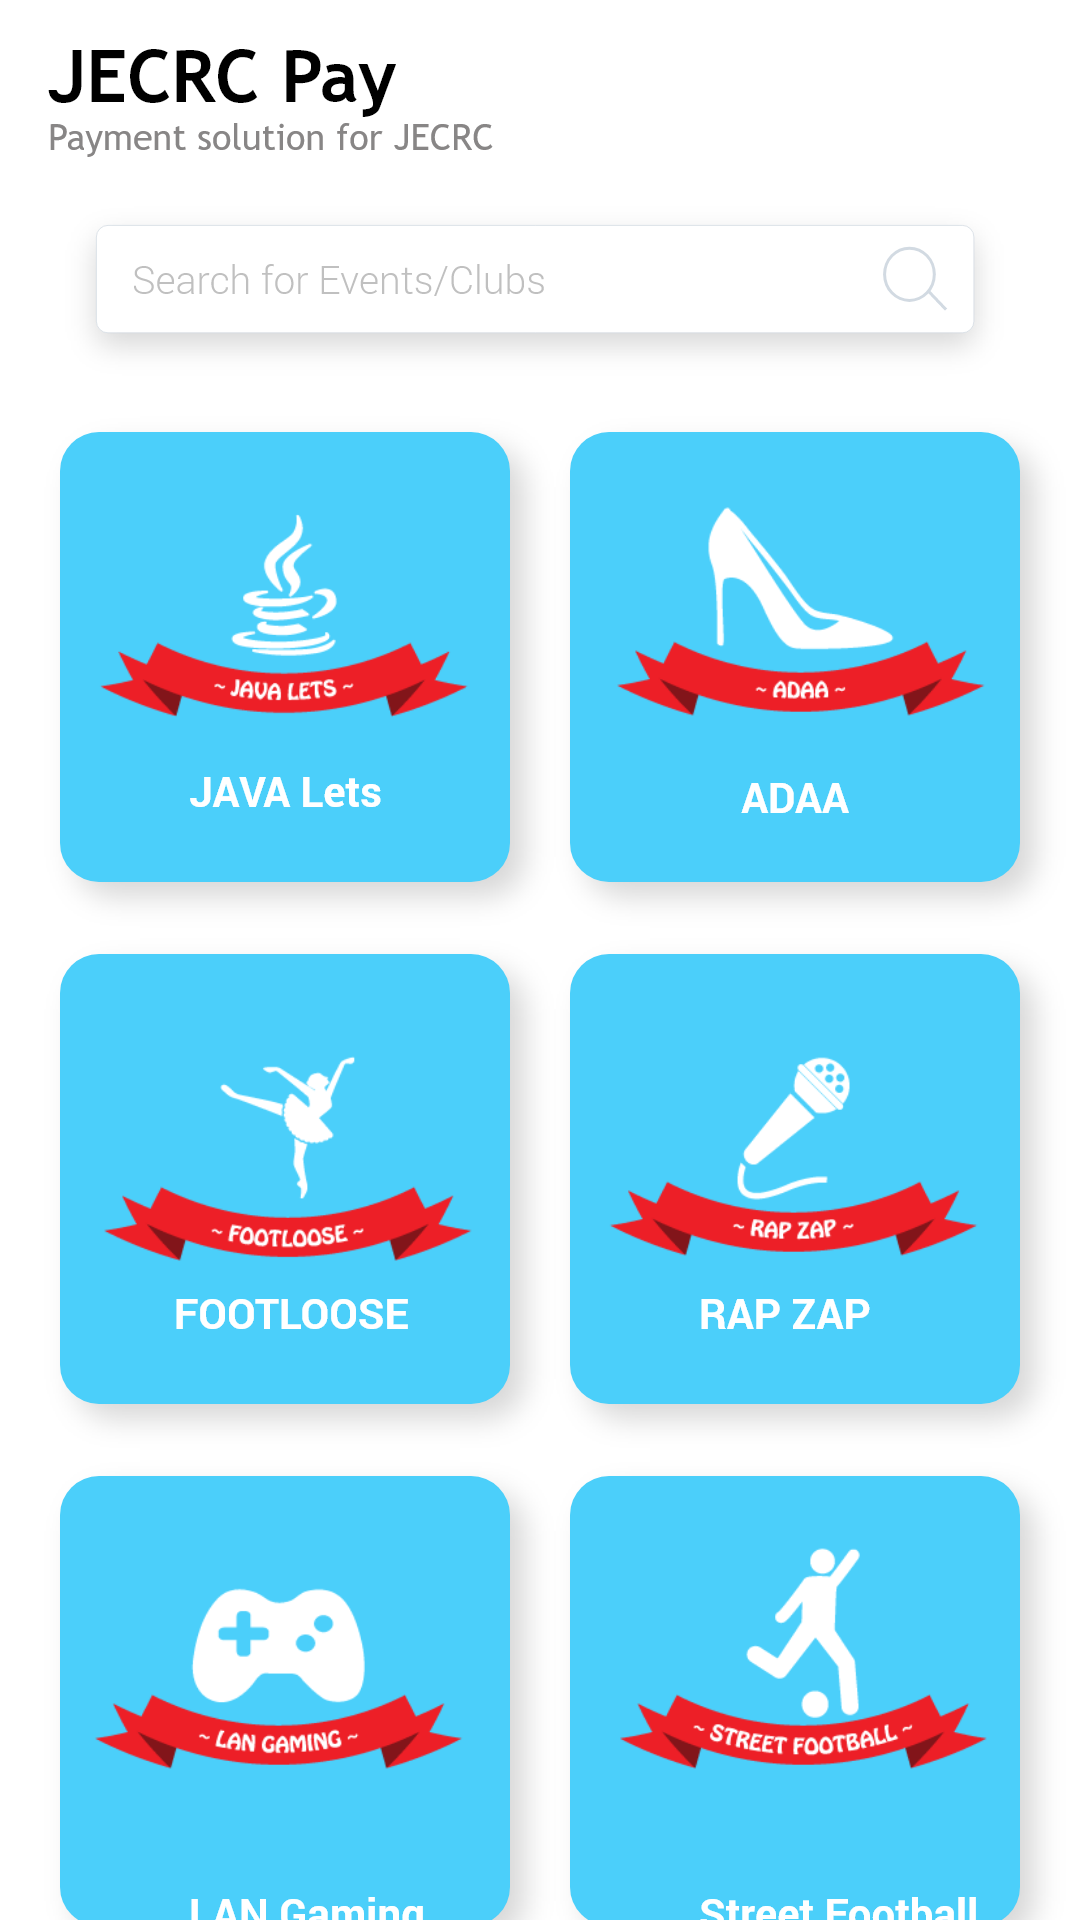 JECRC Pay
Payment solution for JECRC
Search for Events/Clubs
~ JAVA LETS ~
~ ADAA ~
JAVA Lets
ADAA
~ FOOTLOOSE ~
~ RAP ZAP ~
FOOTLOOSE
RAP ZAP
~ LAN GAMING ~
~ STREET FOOTBALL ~
LAN Gaming
Street Football